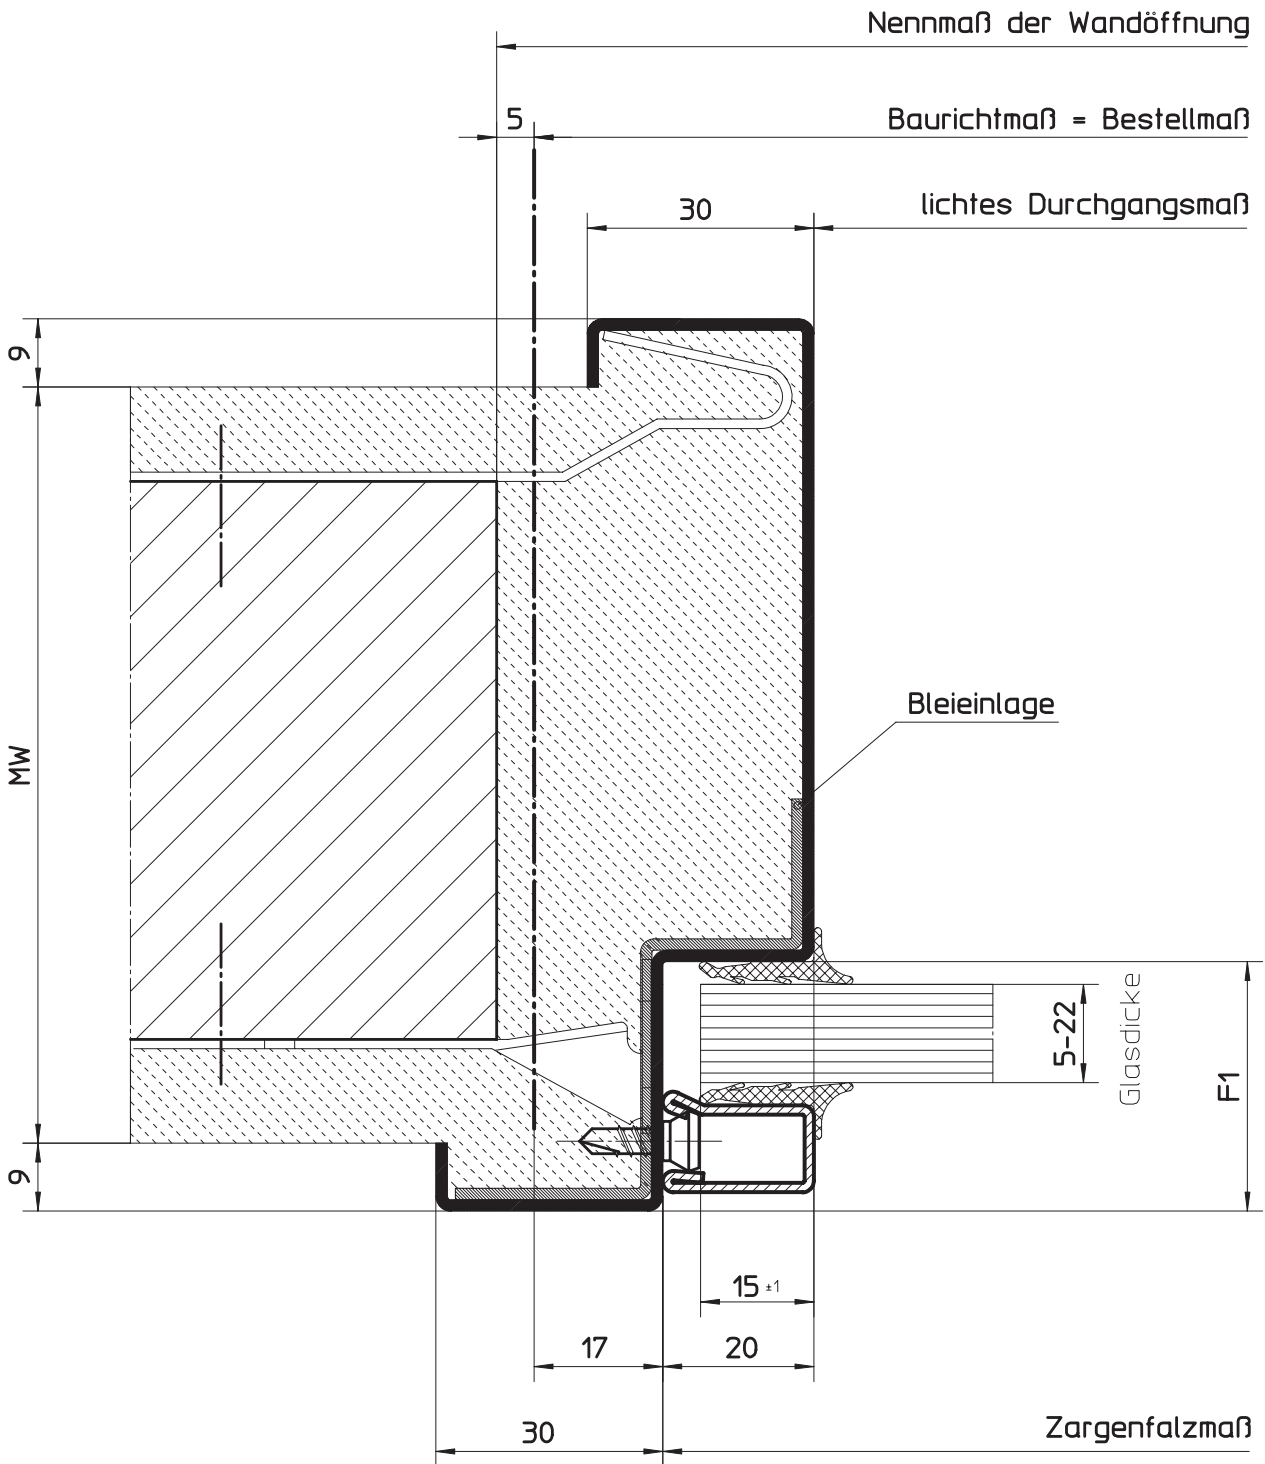 Nennmaß der Wandöffnung
5
Baurichtmaß = Bestellmaß
30
lichtes Durchgangsmaß
9
Bleieinlage
MW
5-22
Glasdicke
F1
9
15 ±1
17
20
30
Zargenfalzmaß